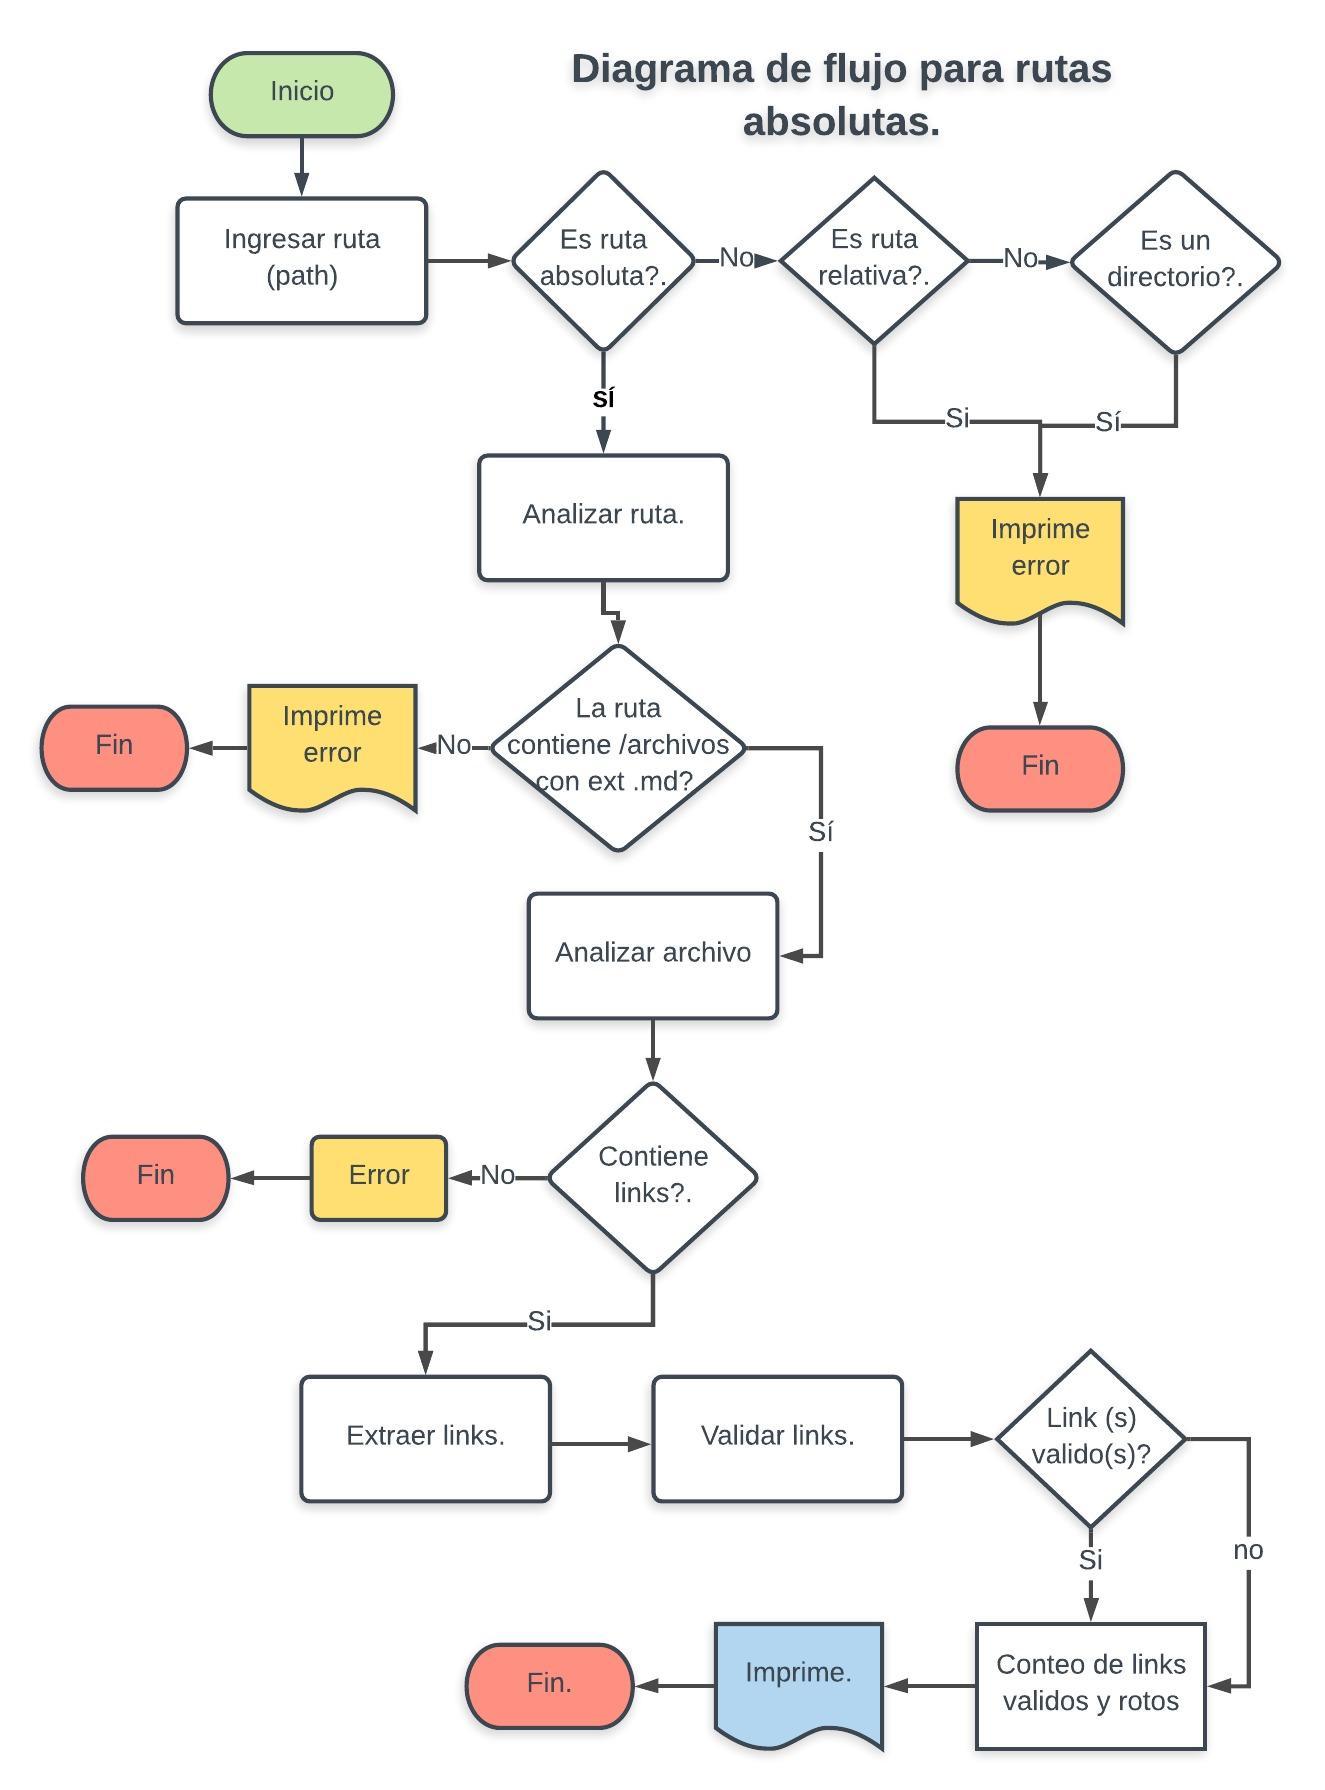 Diagrama de flujo para rutas
absolutas.
Inicio
Ingresar ruta
(path)
Es ruta
absoluta?.
No
Es ruta
relativa?.
No
Es un
directorio?.
SÍ
Si
Sí
Analizar ruta.
Imprime
error
Fin
La ruta
contiene /archivos
con ext .md?
No
Imprime
error
Fin
Sí
Analizar archivo
Contiene
links?.
No
Error
Fin
Si
Extraer links.
Validar links.
Link (s)
valido(s)?
Si
no
Conteo de links
validos y rotos
Imprime.
Fin.